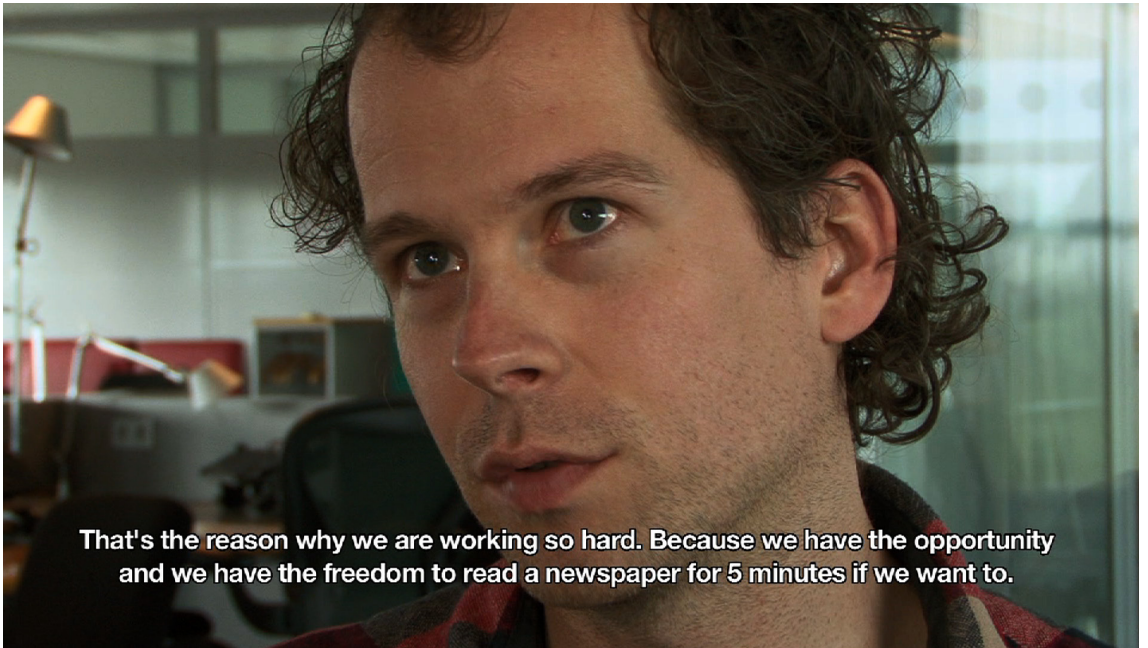 That's the reason why we are working so hard. Because we have the opportunity
and we have the freedom to read a newspaper for 5 minutes if we want to.